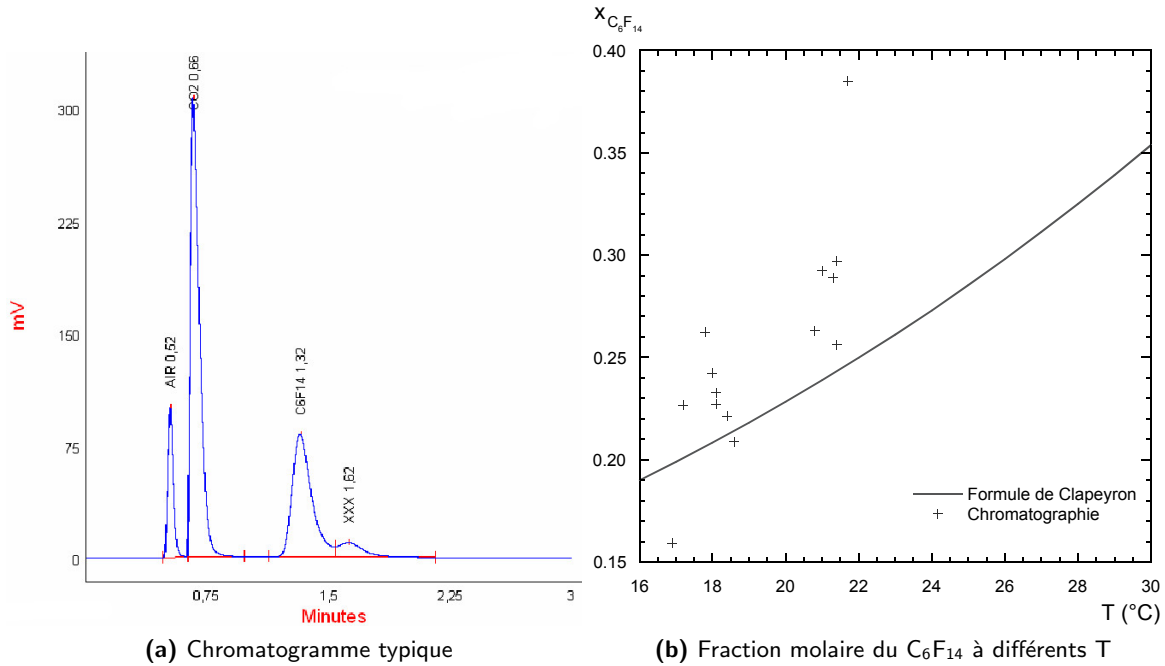 300
225
150
75
0
mV
AIR 0,52
CO2 0,66
C6F14 1,32
XXX 1,62
0,75
1,5
2,25
3
Minutes
(a) Chromatogramme typique
x C₆F₁₄
0.40
0.35
0.30
0.25
0.20
0.15
Formule de Clapeyron
Chromatographie
16
18
20
22
24
26
28
30
T (°C)
(b) Fraction molaire du C₆F₁₄ à différents T